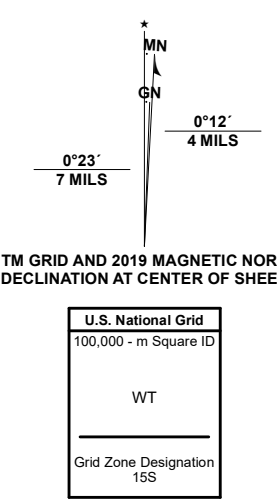 ★
MN
GN
0°12´
4 MILS
0°23´
7 MILS
TM GRID AND 2019 MAGNETIC NOR
DECLINATION AT CENTER OF SHEE
U.S. National Grid
100,000 - m Square ID
WT
Grid Zone Designation
15S